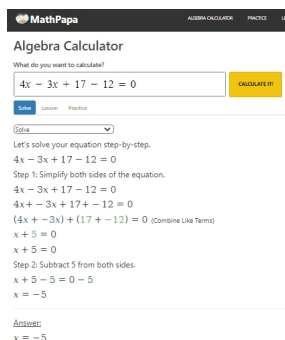 MathPapa
ALGEBRA CALCULATOR PRACTICE
Algebra Calculator
What do you want to calculate?
4x − 3x + 17 − 12 = 0
CALCULATE IT!
Solve Lesson Practice
Solve
Let's solve your equation step-by-step.
4x − 3x + 17 − 12 = 0
Step 1: Simplify both sides of the equation.
4x − 3x + 17 − 12 = 0
4x+ − 3x + 17+ − 12 = 0
(4x + −3x) + (17 + −12) = 0 (Combine Like Terms)
x + 5 = 0
x + 5 = 0
Step 2: Subtract 5 from both sides.
x + 5 − 5 = 0 − 5
x = −5
Answer:
x = −5